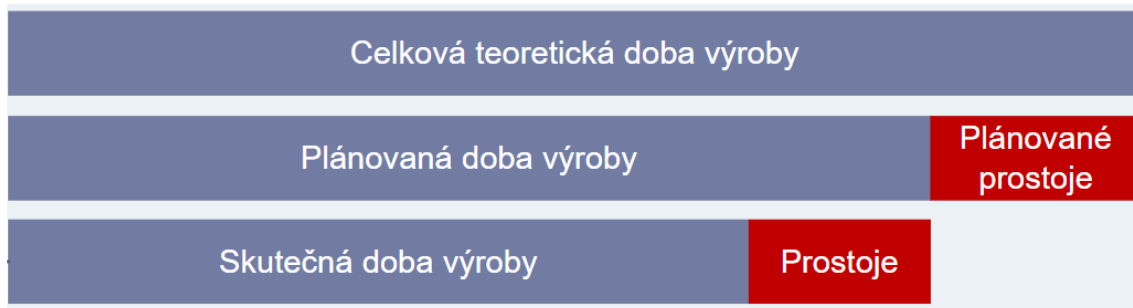 Celková teoretická doba výroby
Plánovaná doba výroby
Plánované
prostoje
Skutečná doba výroby
Prostoje